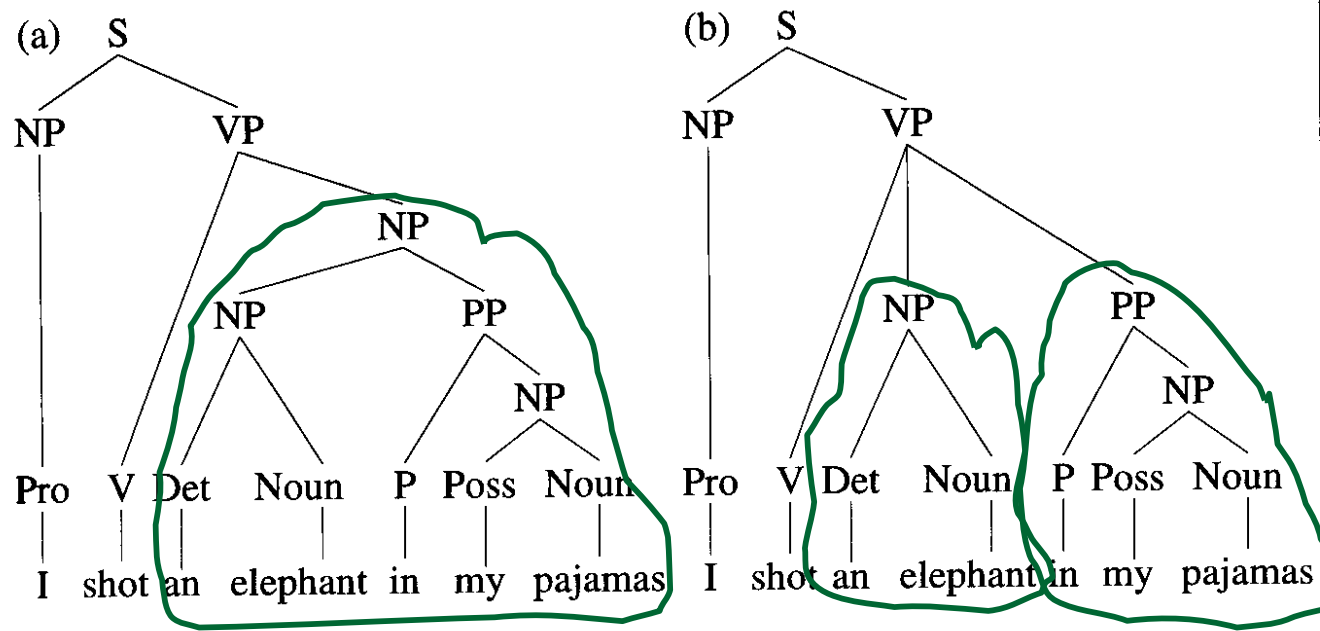 (a) S
NP VP
NP
NP PP
NP
Pro V Det Noun P Poss Noun
I shot an elephant in my pajamas
(b) S
NP VP
NP PP
NP
Pro V Det Noun P Poss Noun
I shot an elephant in my pajamas